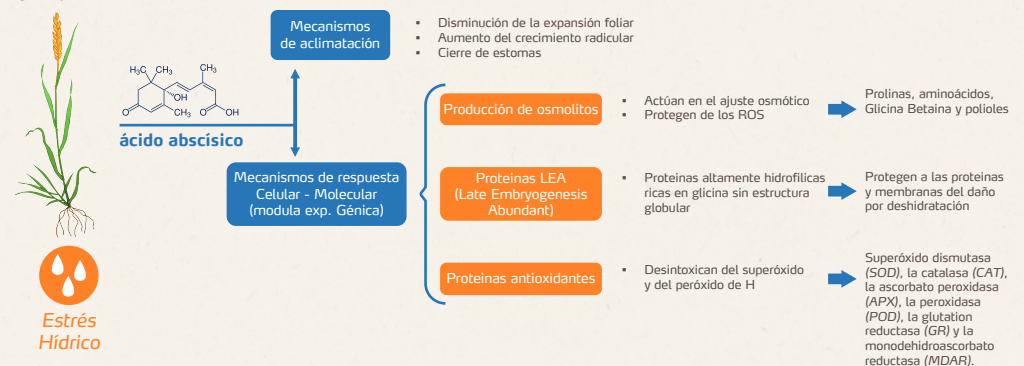 Mecanismos
de aclimatación
▪ Disminución de la expansión foliar
▪ Aumento del crecimiento radicular
▪ Cierre de estomas
H₃C CH₃ CH₃
OH
O CH₃ O OH
ácido abscísico
Mecanismos de respuesta
Celular - Molecular
(modula exp. Génica)
Producción de osmolitos
▪ Actúan en el ajuste osmótico
▪ Protegen de los ROS
Prolinas, aminoácidos,
Glicina Betaina y polioles
Proteinas LEA
(Late Embryogenesis
Abundant)
▪ Proteinas altamente hidrofílicas
ricas en glicina sin estructura
globular
Protegen a las proteinas
y membranas del daño
por deshidratación
Proteinas antioxidantes
▪ Desintoxican del superóxido
y del peróxido de H
Superóxido dismutasa
(SOD), la catalasa (CAT),
la ascorbato peroxidasa
(APX), la peroxidasa
(POD), la glutation
reductasa (GR) y la
monodehidroascorbato
reductasa (MDAR).
Estrés
Hídrico